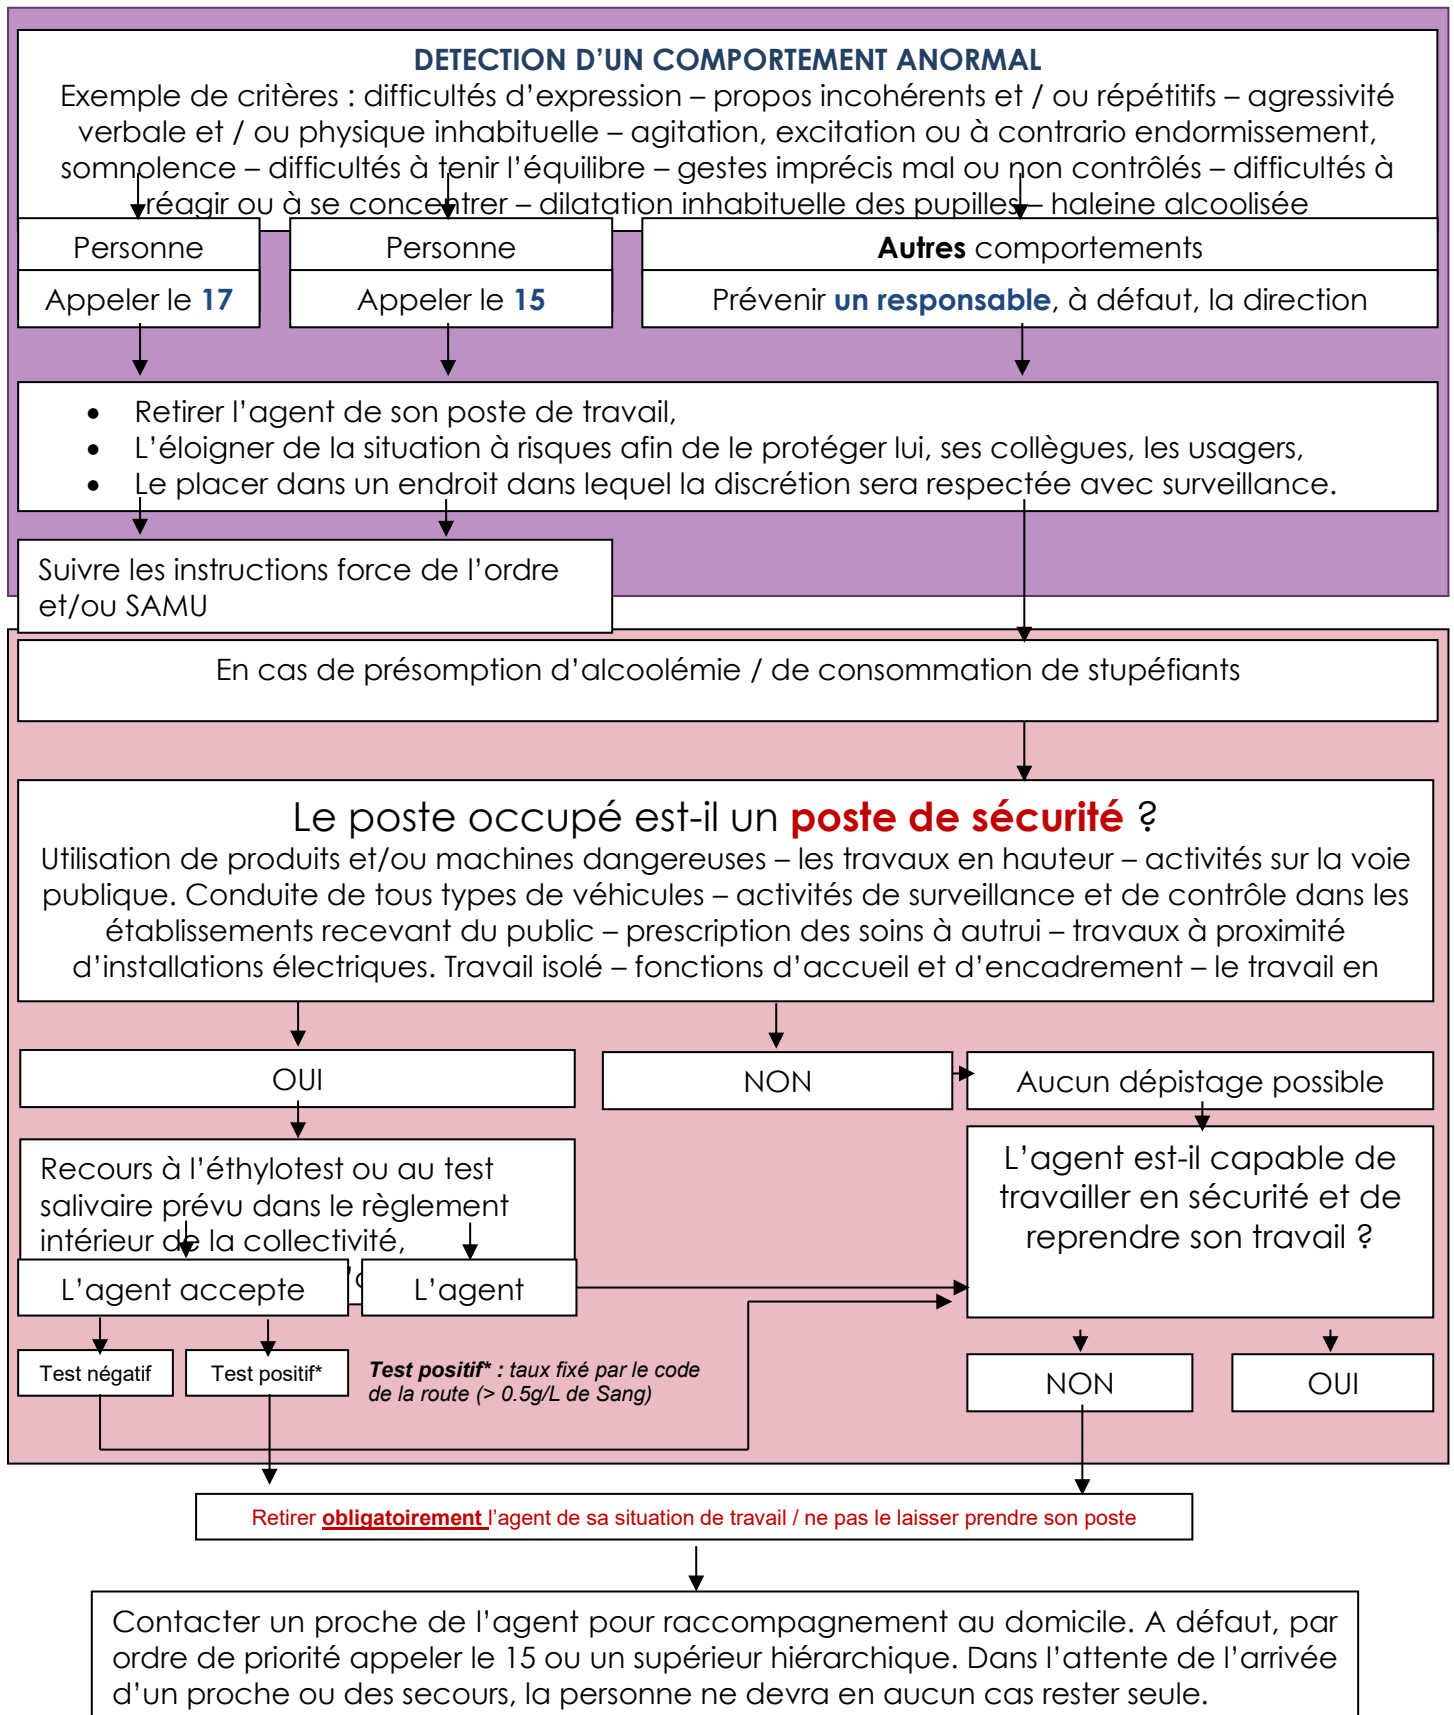 DETECTION D’UN COMPORTEMENT ANORMAL
Exemple de critères : difficultés d’expression – propos incohérents et / ou répétitifs – agressivité
verbale et / ou physique inhabituelle – agitation, excitation ou à contrario endormissement,
somnolence – difficultés à tenir l’équilibre – gestes imprécis mal ou non contrôlés – difficultés à
réagir ou à se concentrer – dilatation inhabituelle des pupilles – haleine alcoolisée
Personne
Appeler le 17
Personne
Appeler le 15
Autres comportements
Prévenir un responsable, à défaut, la direction
• Retirer l’agent de son poste de travail,
• L’éloigner de la situation à risques afin de le protéger lui, ses collègues, les usagers,
• Le placer dans un endroit dans lequel la discrétion sera respectée avec surveillance.
Suivre les instructions force de l’ordre
et/ou SAMU
En cas de présomption d’alcoolémie / de consommation de stupéfiants
Le poste occupé est-il un poste de sécurité ?
Utilisation de produits et/ou machines dangereuses – les travaux en hauteur – activités sur la voie
publique. Conduite de tous types de véhicules – activités de surveillance et de contrôle dans les
établissements recevant du public – prescription des soins à autrui – travaux à proximité
d’installations électriques. Travail isolé – fonctions d’accueil et d’encadrement – le travail en
OUI
NON
Aucun dépistage possible
Recours à l’éthylotest ou au test
salivaire prévu dans le règlement
intérieur de la collectivité,
L’agent accepte
L’agent
L’agent est-il capable de
travailler en sécurité et de
reprendre son travail ?
Test négatif
Test positif*
Test positif* : taux fixé par le code
de la route (> 0.5g/L de Sang)
NON
OUI
Retirer obligatoirement l’agent de sa situation de travail / ne pas le laisser prendre son poste
Contacter un proche de l’agent pour raccompagnement au domicile. A défaut, par
ordre de priorité appeler le 15 ou un supérieur hiérarchique. Dans l’attente de l’arrivée
d’un proche ou des secours, la personne ne devra en aucun cas rester seule.